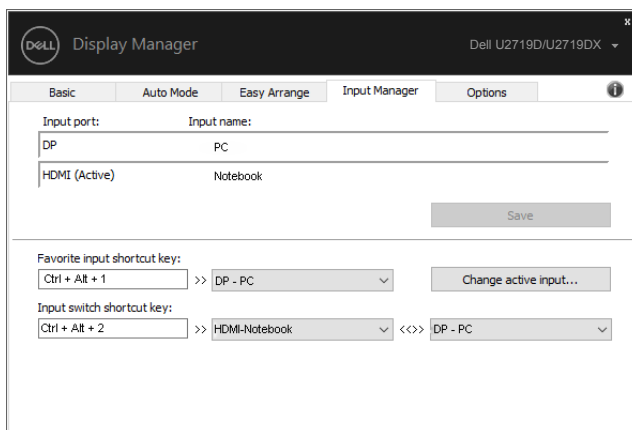 x
DELL Display Manager Dell U2719D/U2719DX
Basic Auto Mode Easy Arrange Input Manager Options i
Input port: Input name:
DP PC
HDMI (Active) Notebook
Save
Favorite input shortcut key:
Ctrl + Alt + 1 >> DP - PC Change active input...
Input switch shortcut key:
Ctrl + Alt + 2 >> HDMI-Notebook <<>> DP - PC